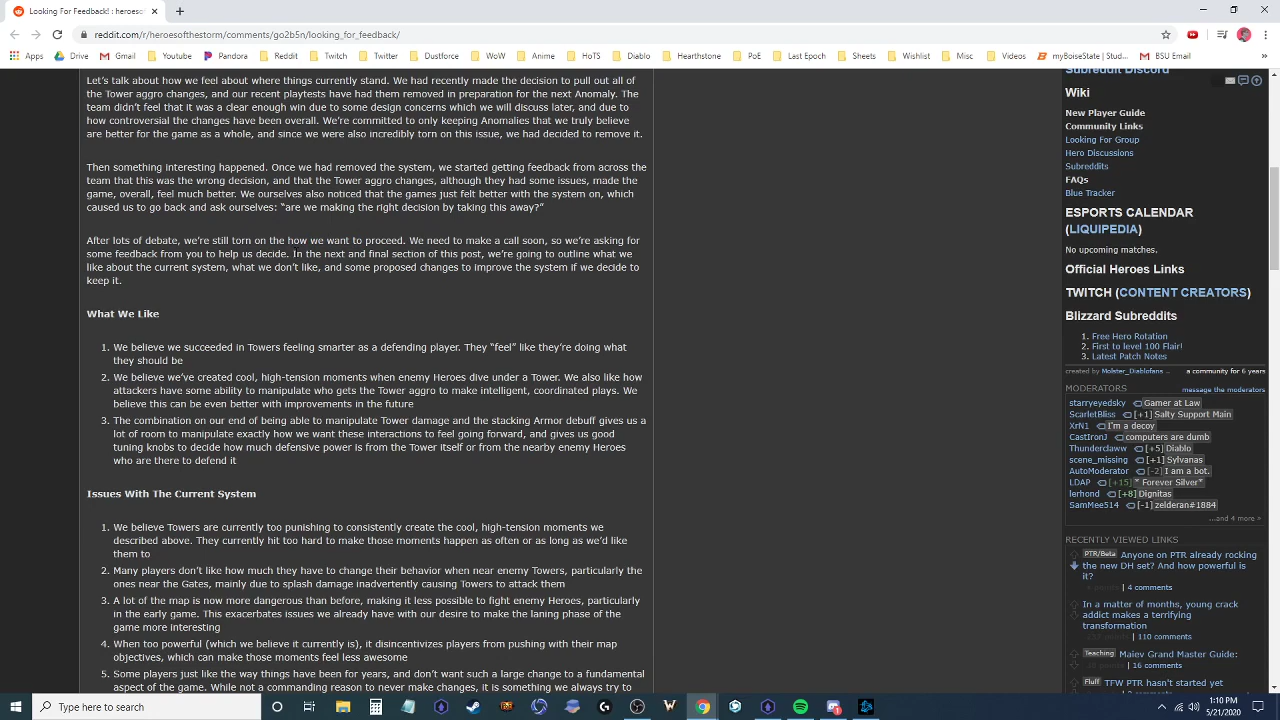 Looking For Feedback! : heroesof
reddit.com/r/heroesofthestorm/comments/go2b5n/looking_for_feedback/
Apps Gmail Pandora Reddit Twitch Twitter Dustforce WoW Anime HoTS Diablo Hearthstone PoE Last Epoch Sheets Wishlist Misc Videos myBoiseState | Stud... BSU Email
Let's talk about how we feel about where things currently stand. We had recently made the decision to pull out all of
the Tower aggro changes, and our recent playtests have had them removed in preparation for the next Anomaly. The
team didn't feel that it was a clear enough win due to some design concerns which we will discuss later, and due to
how controversial the changes have been overall. We're committed to only keeping Anomalies that we truly believe
are better for the game as a whole, and since we were also incredibly torn on this issue, we had decided to remove it.
Then something interesting happened. Once we had removed the system, we started getting feedback from across the
team that this was the wrong decision, and that the Tower aggro changes, although they had some issues, made the
game, overall, feel much better. We ourselves also noticed that the games just felt better with the system on, which
caused us to go back and ask ourselves: “are we making the right decision by taking this away?”
After lots of debate, we're still torn on the how we want to proceed. We need to make a call soon, so we're asking for
some feedback from you to help us decide. In the next and final section of this post, we're going to outline what we
like about the current system, what we don't like, and some proposed changes to improve the system if we decide to
keep it.
What We Like
1. We believe we succeeded in Towers feeling smarter as a defending player. They “feel” like they're doing what
they should be
2. We believe we've created cool, high-tension moments when enemy Heroes dive under a Tower. We also like how
attackers have some ability to manipulate who gets the Tower aggro to make intelligent, coordinated plays. We
believe this can be even better with improvements in the future
3. The combination on our end of being able to manipulate Tower damage and the stacking Armor debuff gives us a
lot of room to manipulate exactly how we want these interactions to feel going forward, and gives us good
tuning knobs to decide how much defensive power is from the Tower itself or from the nearby enemy Heroes
who are there to defend it
Issues With The Current System
1. We believe Towers are currently too punishing to consistently create the cool, high-tension moments we
described above. They currently hit too hard to make those moments happen as often or as long as we'd like
them to
2. Many players don't like how much they have to change their behavior when near enemy Towers, particularly the
ones near the Gates, mainly due to splash damage inadvertently causing Towers to attack them
3. A lot of the map is now more dangerous than before, making it less possible to fight enemy Heroes, particularly
in the early game. This exacerbates issues we already have with our desire to make the laning phase of the
game more interesting
4. When too powerful (which we believe it currently is), it disincentivizes players from pushing with their map
objectives, which can make those moments feel less awesome
5. Some players just like the way things have been for years, and don't want such a large change to a fundamental
aspect of the game. While not a commanding reason to never make changes, it is something we always try to
Subreddit Discord
Wiki
New Player Guide
Community Links
Looking For Group
Hero Discussions
Subreddits
FAQs
Blue Tracker
ESPORTS CALENDAR
(LIQUIPEDIA)
No upcoming matches.
Official Heroes Links
TWITCH (CONTENT CREATORS)
Blizzard Subreddits
1. Free Hero Rotation
2. First to level 100 Flair!
3. Latest Patch Notes
created by Molster_Diablofans .. a community for 6 years
MODERATORS message the moderators
starryeyedsky Gamer at Law
ScarletBliss [+1] Salty Support Main
XrN1 I'm a decoy
CastIronJ computers are dumb
Thunderclaww [+5] Diablo
scene_missing [+1] Sylvanas
AutoModerator [-2] I am a bot.
LDAP [+15] * Forever Silver*
lerhond [+8] Dignitas
SamMee514 [-1] zelderan#1884
...and 4 more »
RECENTLY VIEWED LINKS
PTR/Beta Anyone on PTR already rocking
the new DH set? And how powerful is
it?
points | 4 comments
In a matter of months, young crack
addict makes a terrifying
transformation
points | 110 comments
Teaching Maiev Grand Master Guide:
points | 16 comments
Fluff TFW PTR hasn't started yet
Type here to search
1:10 PM
5/21/2020